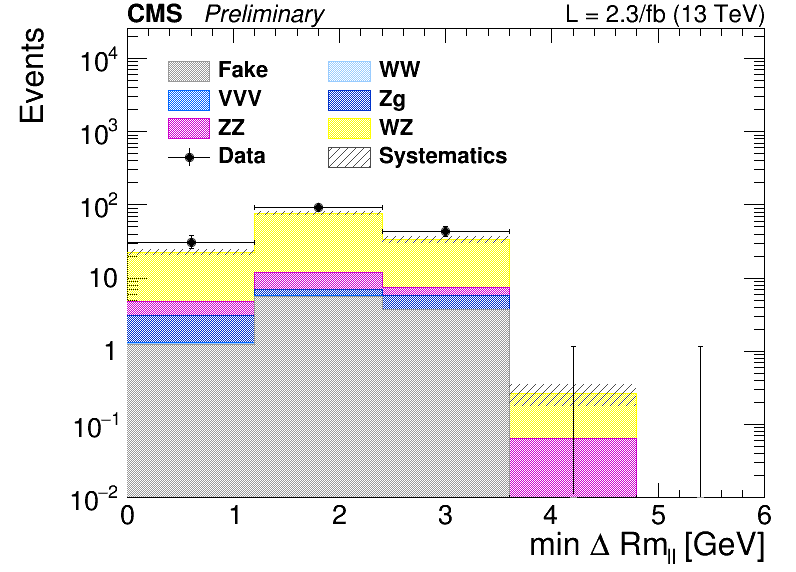 CMS Preliminary L = 2.3/fb (13 TeV)
Events
Fake WW
VVV Zg
ZZ WZ
Data Systematics
10⁴
10³
10²
10
1
10⁻¹
10⁻²
0 1 2 3 4 5 6
min Δ Rm_{||} [GeV]